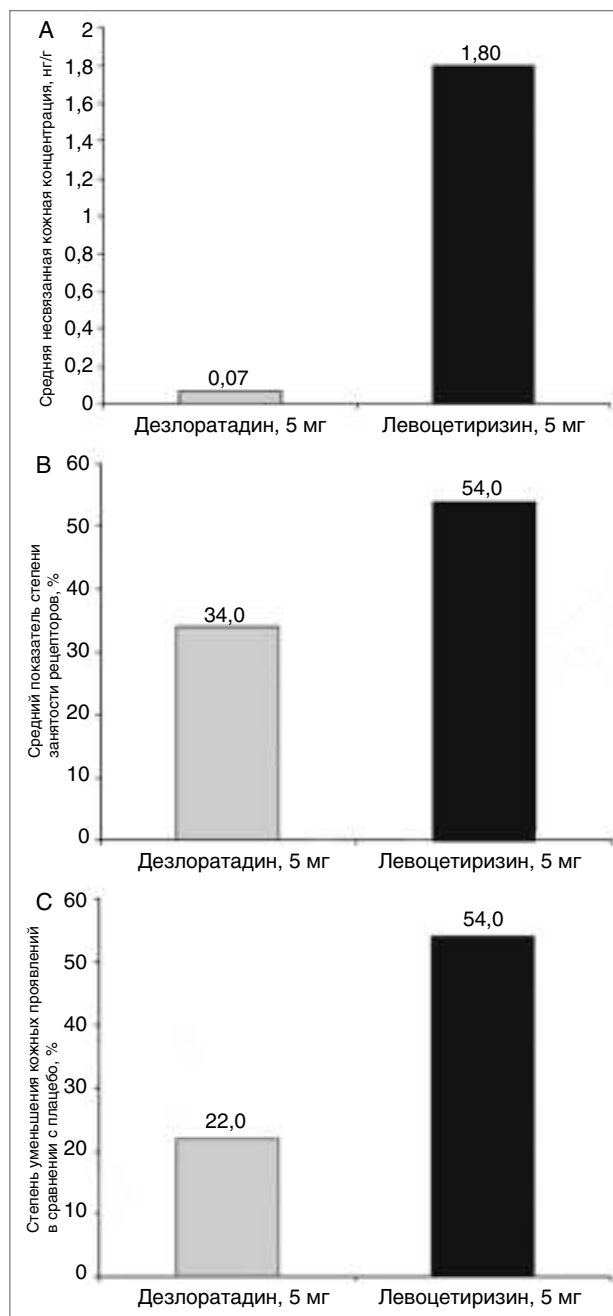 A
Средняя несвязанная кожная концентрация, нг/г
2
1,8
1,6
1,4
1,2
1
0,8
0,6
0,4
0,2
0
0,07
1,80
Дезлоратадин, 5 мг
Левоцетиризин, 5 мг
B
Средний показатель степени
занятости рецепторов, %
60
50
40
30
20
10
0
34,0
54,0
Дезлоратадин, 5 мг
Левоцетиризин, 5 мг
C
Степень уменьшения кожных проявлений
в сравнении с плацебо, %
60
50
40
30
20
10
0
22,0
54,0
Дезлоратадин, 5 мг
Левоцетиризин, 5 мг